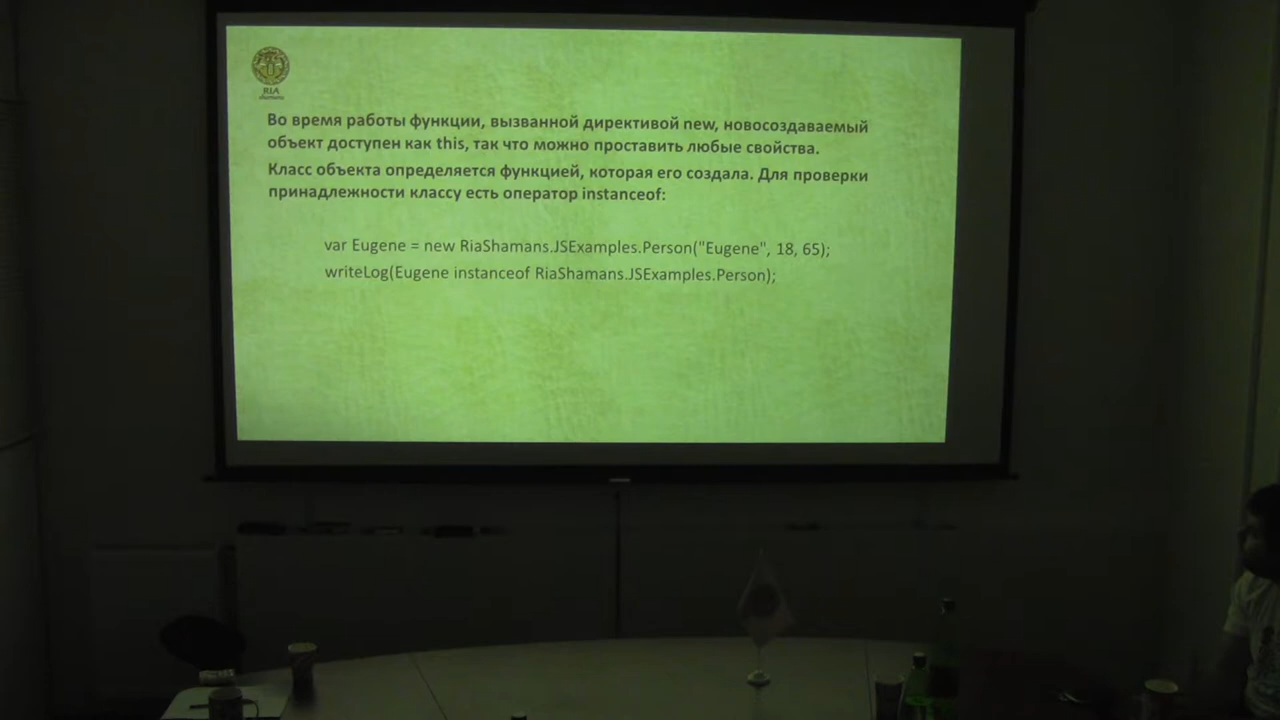 RIA
shamans
Во время работы функции, вызванной директивой new, новосоздаваемый
объект доступен как this, так что можно проставить любые свойства.
Класс объекта определяется функцией, которая его создала. Для проверки
принадлежности классу есть оператор instanceof:
var Eugene = new RiaShamans.JSExamples.Person("Eugene", 18, 65);
writeLog(Eugene instanceof RiaShamans.JSExamples.Person);